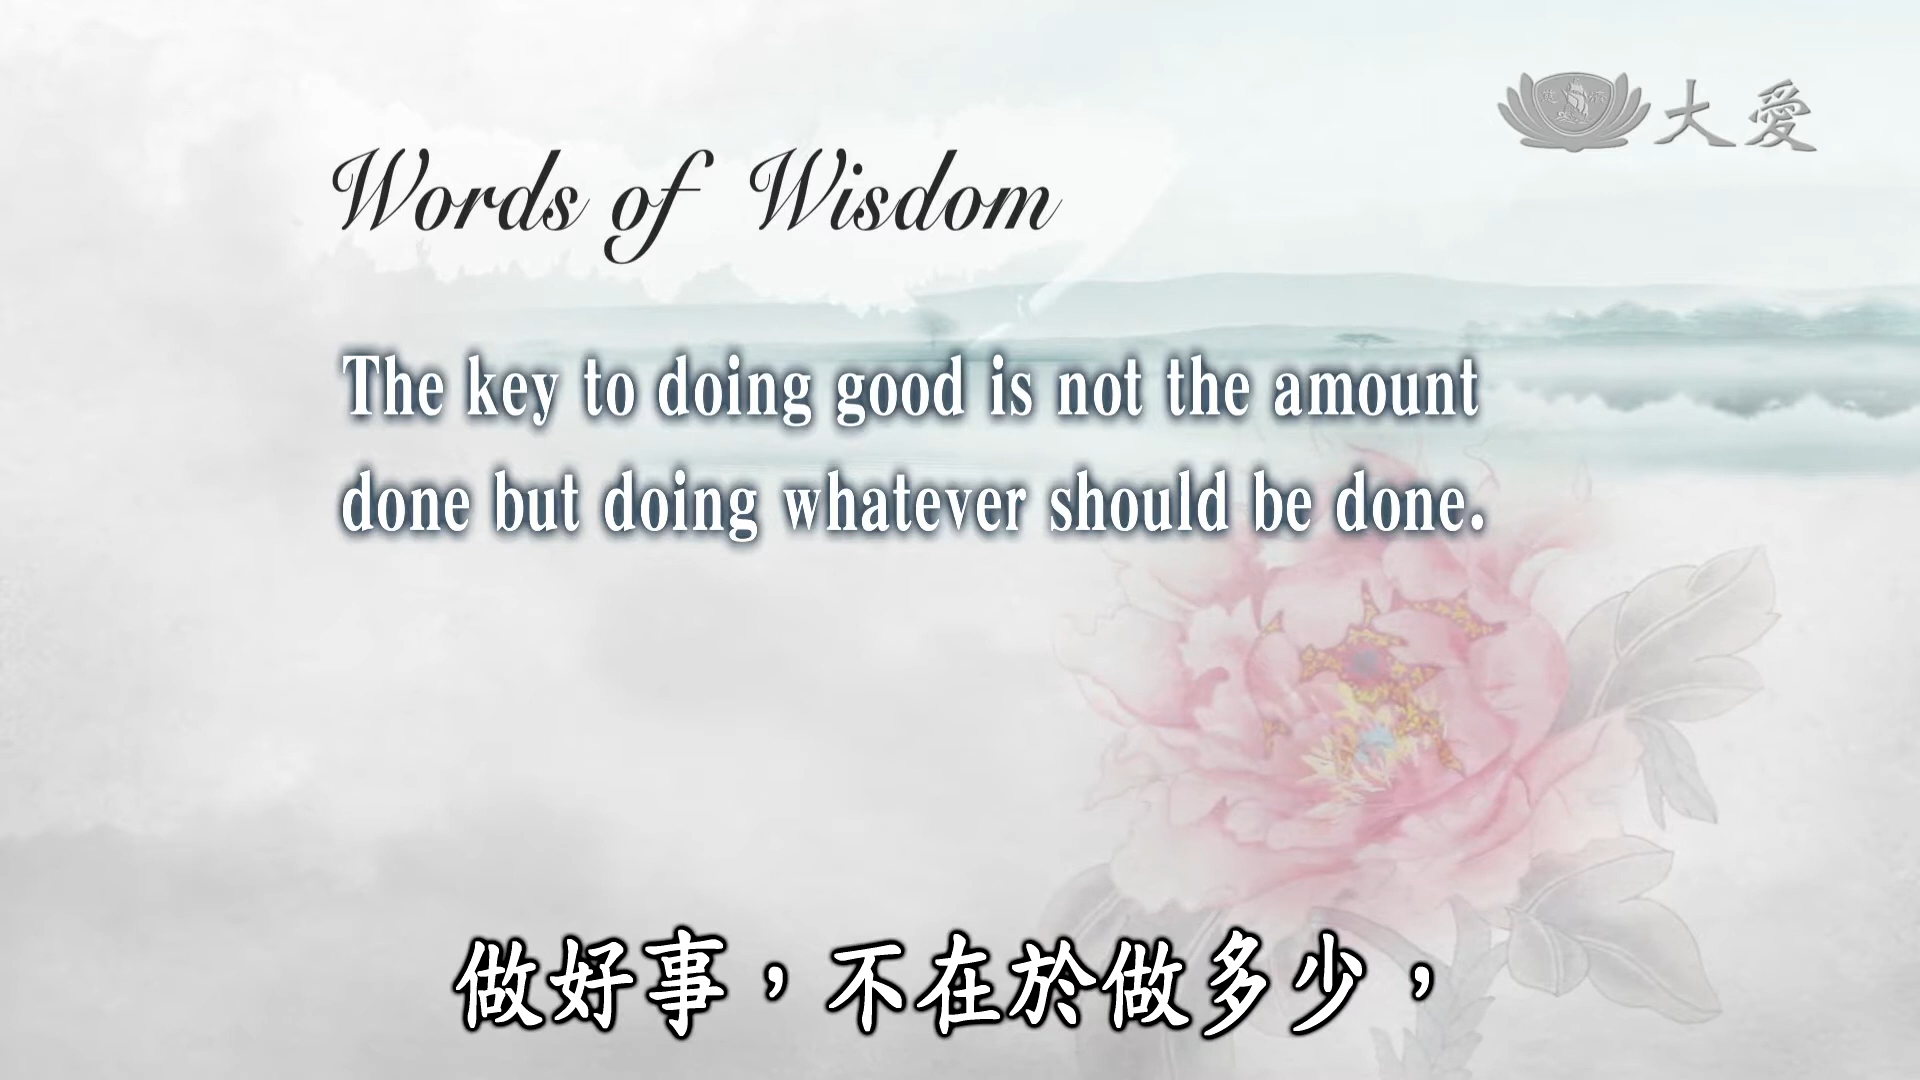 大愛
Words of Wisdom
The key to doing good is not the amount
done but doing whatever should be done.
做好事，不在於做多少，